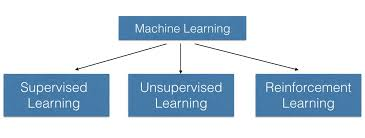 Machine Learning
Supervised
Learning
Unsupervised
Learning
Reinforcement
Learning